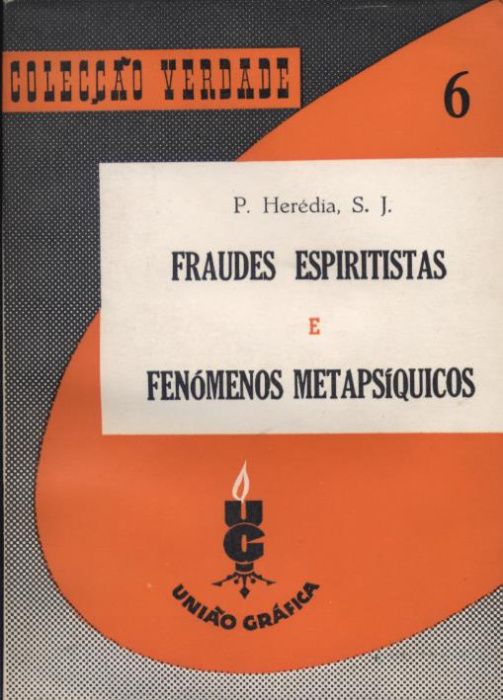 COLECÇÃO VERDADE
6
P. Herédia, S. J.
FRAUDES ESPIRITISTAS
E
FENÓMENOS METAPSÍQUICOS
UG
UNIÃO GRÁFICA